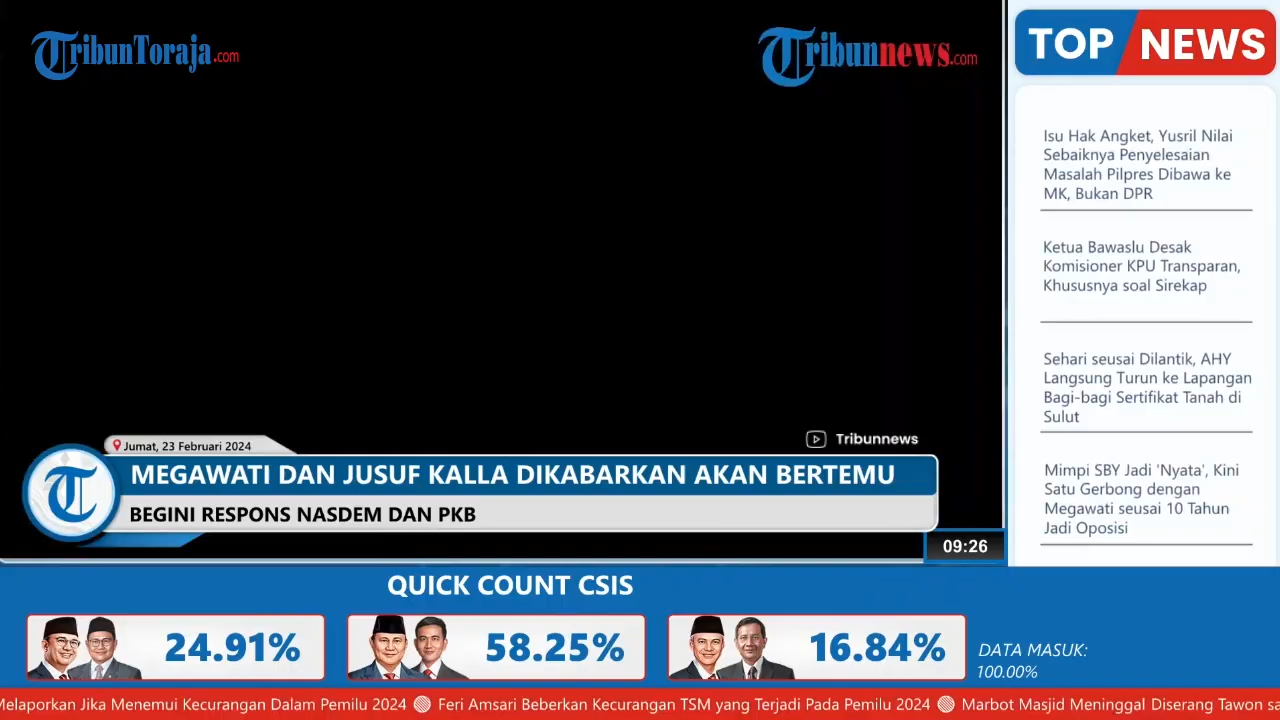 TribunToraja.com
Tribunnews.com
TOP NEWS
Isu Hak Angket, Yusril Nilai
Sebaiknya Penyelesaian
Masalah Pilpres Dibawa ke
MK, Bukan DPR
Ketua Bawaslu Desak
Komisioner KPU Transparan,
Khususnya soal Sirekap
Sehari seusai Dilantik, AHY
Langsung Turun ke Lapangan
Bagi-bagi Sertifikat Tanah di
Sulut
Mimpi SBY Jadi 'Nyata', Kini
Satu Gerbong dengan
Megawati seusai 10 Tahun
Jadi Oposisi
Jumat, 23 Februari 2024
Tribunnews
MEGAWATI DAN JUSUF KALLA DIKABARKAN AKAN BERTEMU
BEGINI RESPONS NASDEM DAN PKB
09:26
QUICK COUNT CSIS
24.91% 58.25% 16.84%
DATA MASUK:
100.00%
Melaporkan Jika Menemui Kecurangan Dalam Pemilu 2024 Feri Amsari Beberkan Kecurangan TSM yang Terjadi Pada Pemilu 2024 Marbot Masjid Meninggal Diserang Tawon sa